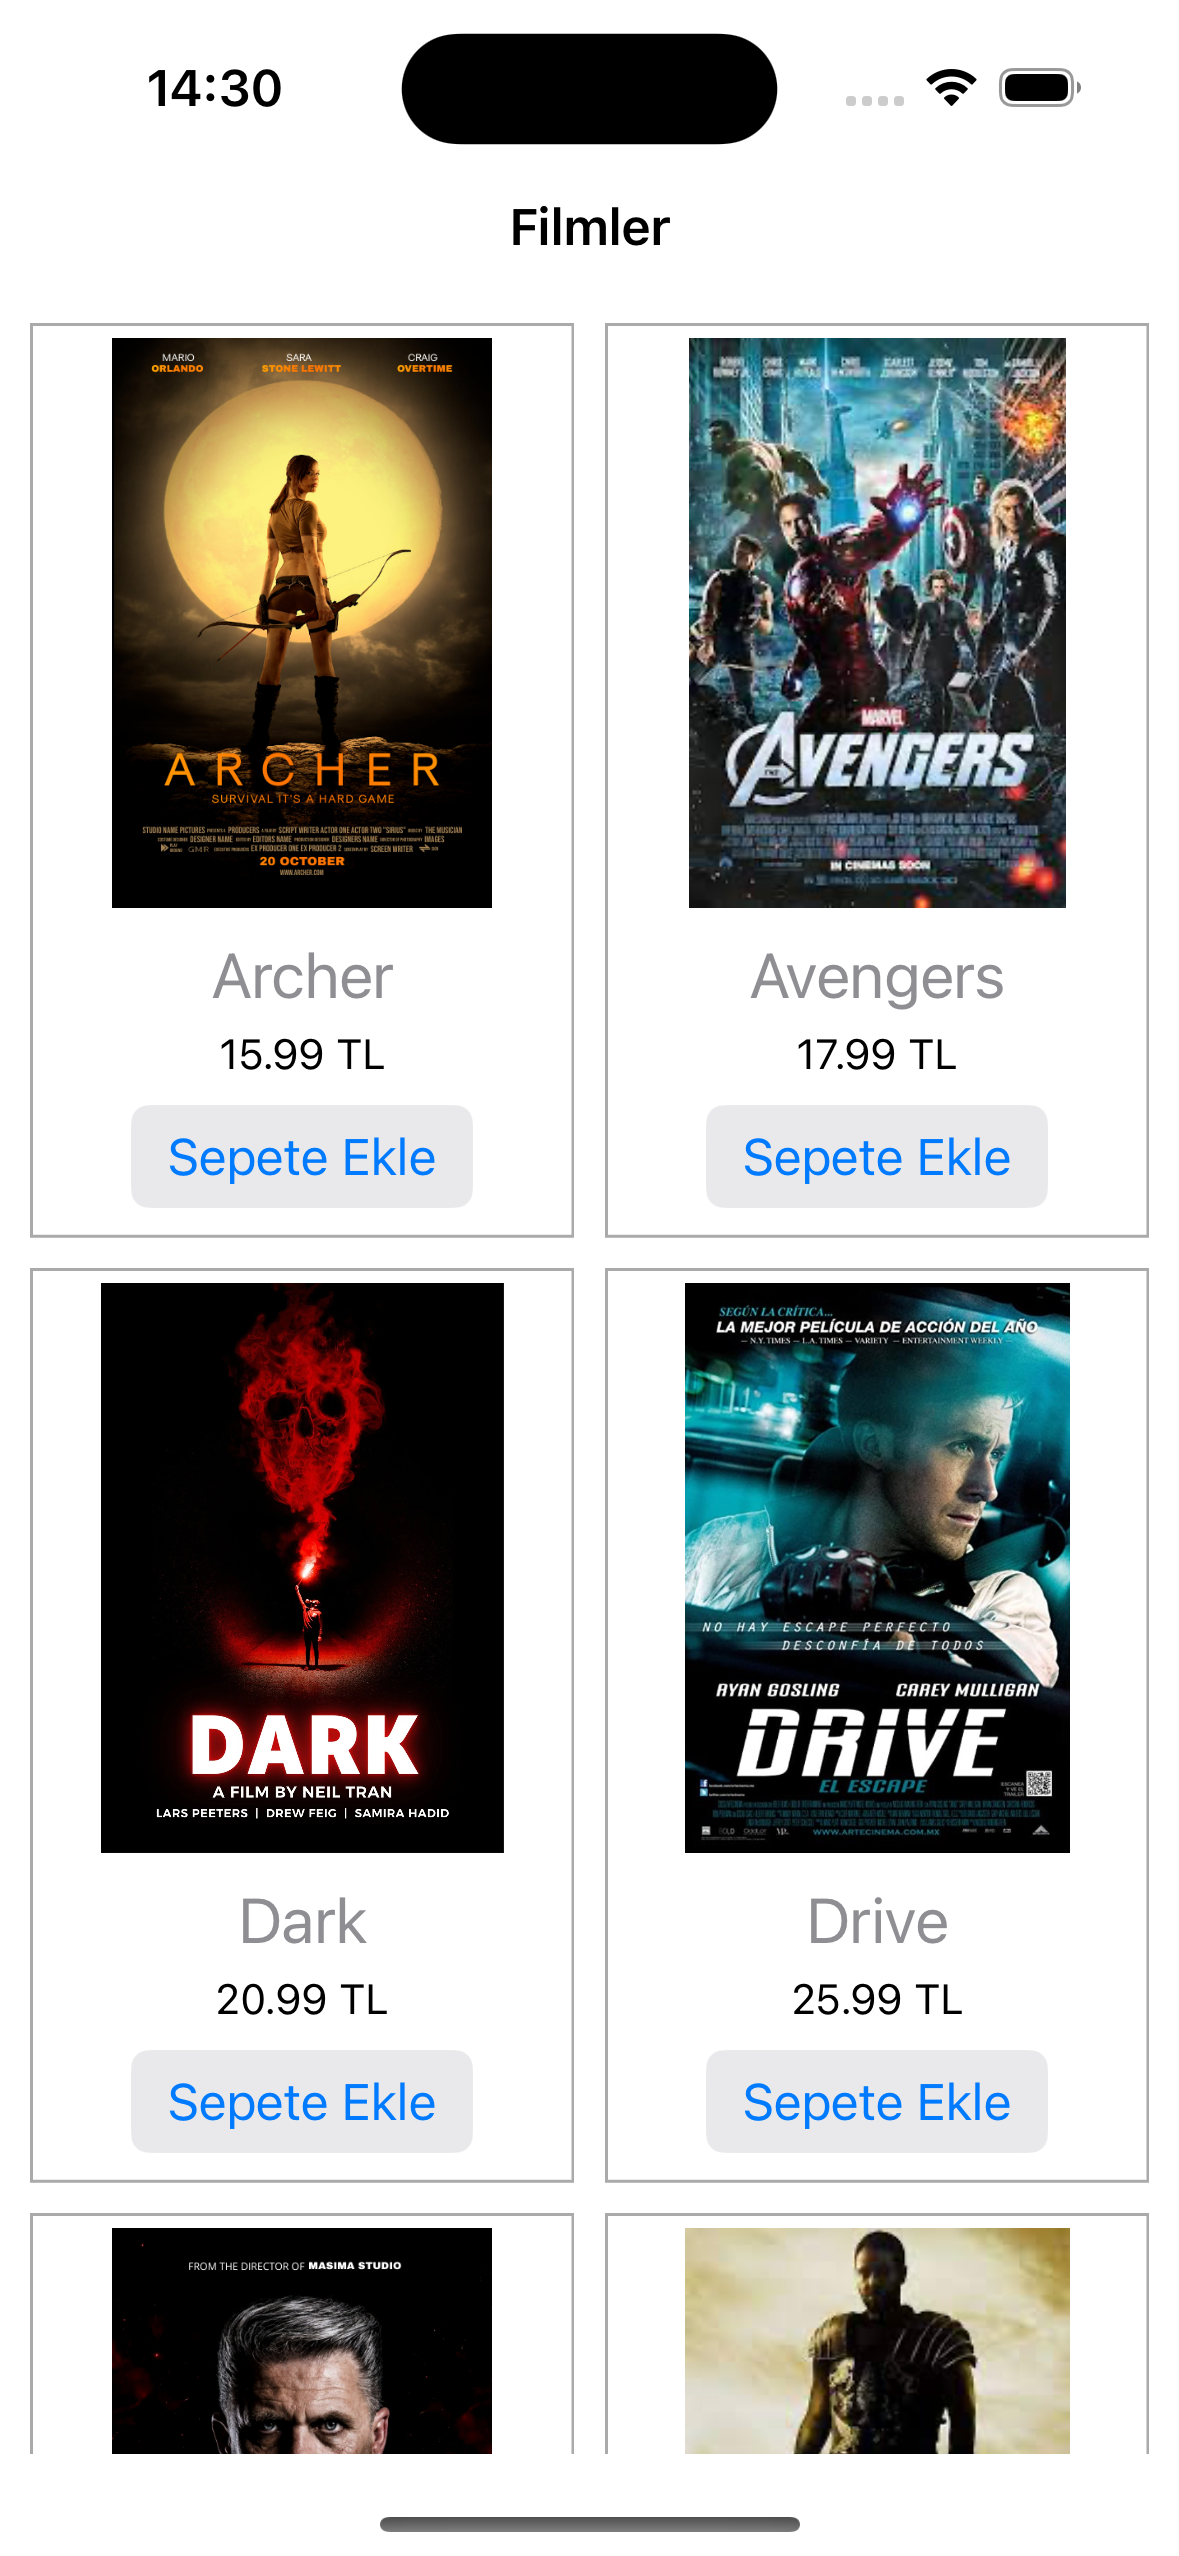 14:30
Filmler
MARIO
ORLANDO
SARA
STONE LEWITT
CRAIG
OVERTIME
ARCHER
SURVIVAL IT'S A HARD GAME
20 OCTOBER
WWW.ARCHER.COM
MARVEL
THE
AVENGERS
IN CINEMAS SOON
Archer
15.99 TL
Sepete Ekle
Avengers
17.99 TL
Sepete Ekle
DARK
A FILM BY NEIL TRAN
LARS PEETERS | DREW FEIG | SAMIRA HADID
SEGÚN LA CRÍTICA...
LA MEJOR PELÍCULA DE ACCIÓN DEL AÑO
— N.Y. TIMES — L.A. TIMES — VARIETY — ENTERTAINMENT WEEKLY —
NO HAY ESCAPE PERFECTO
DESCONFÍA DE TODOS
RYAN GOSLING
CAREY MULLIGAN
DRIVE
EL ESCAPE
WWW.ARTECINEMA.COM.MX
Dark
20.99 TL
Sepete Ekle
Drive
25.99 TL
Sepete Ekle
FROM THE DIRECTOR OF MASIMA STUDIO